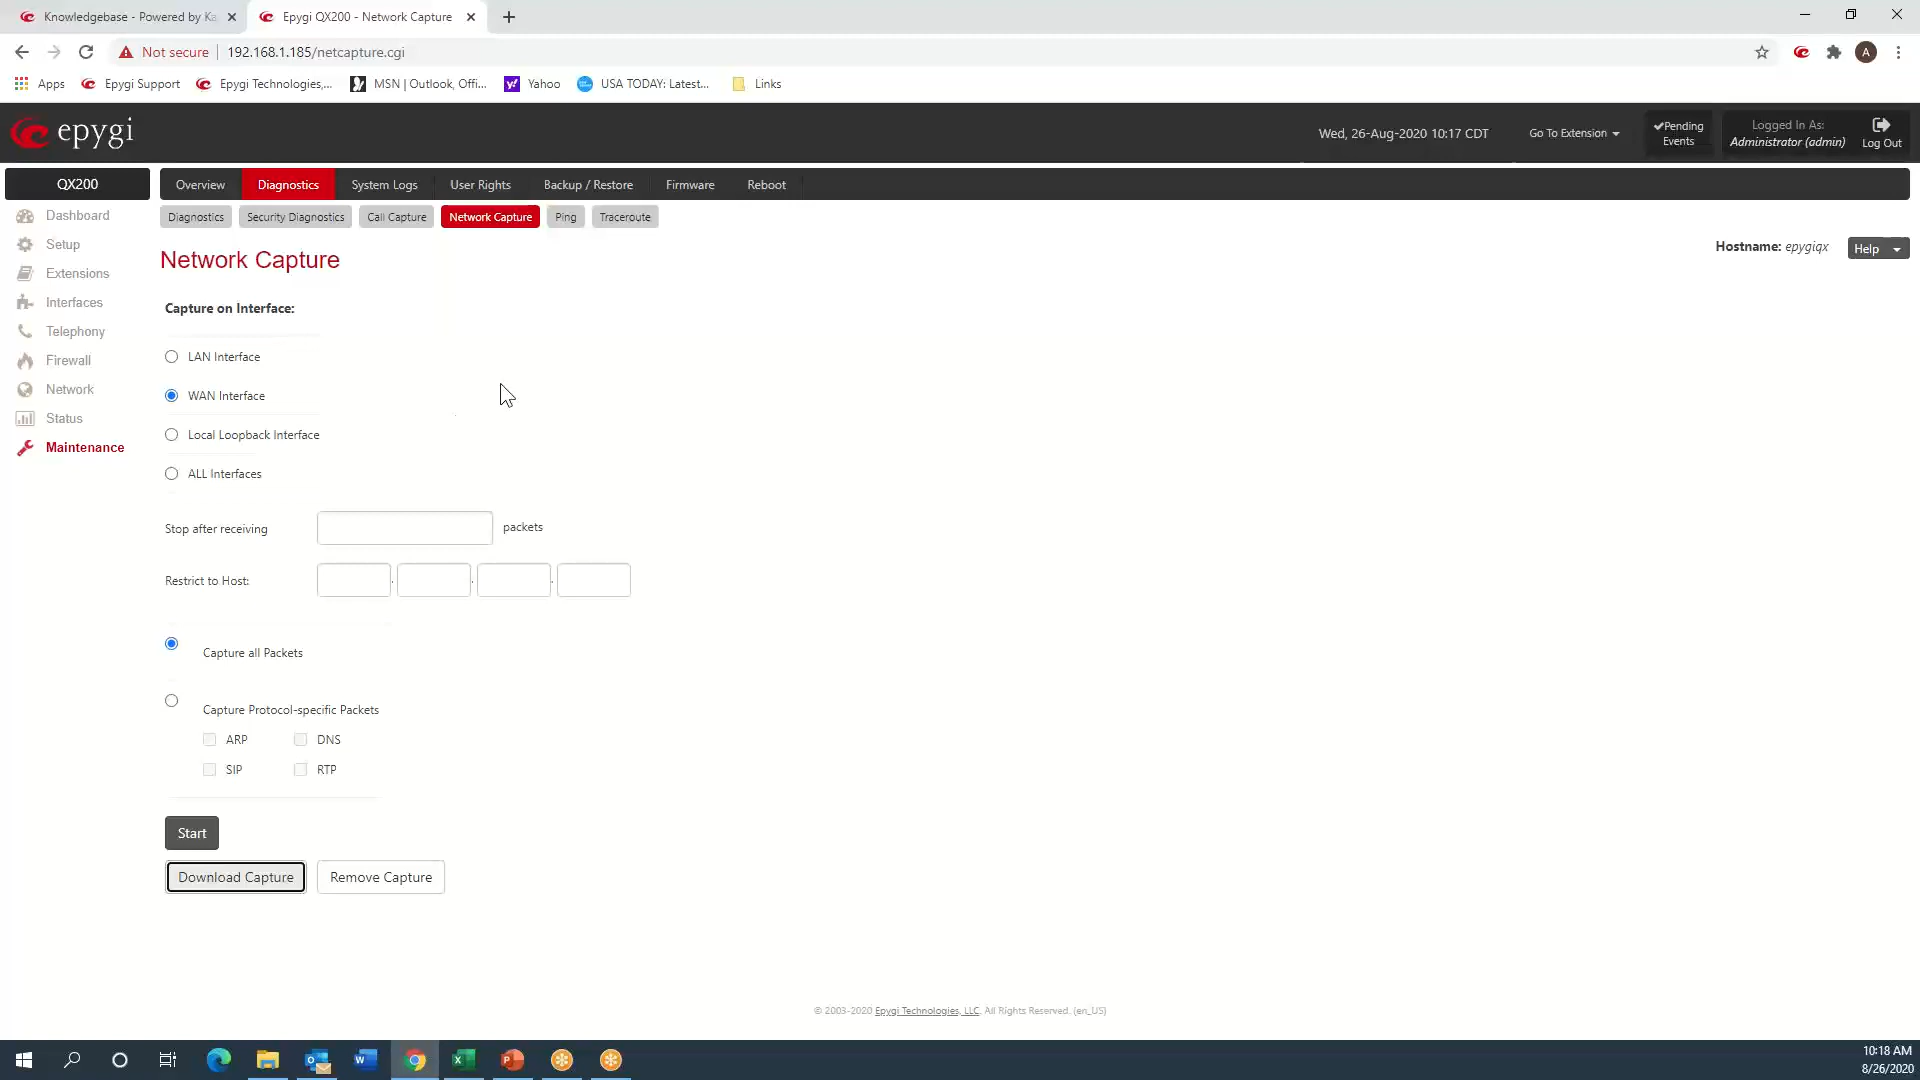 Knowledgebase - Powered by Ka
Epygi QX200 - Network Capture
Not secure
192.168.1.185/netcapture.cgi
A
Apps
Epygi Support
Epygi Technologies,...
MSN | Outlook, Offi...
Yahoo
USA TODAY: Latest...
Links
epygi
Wed, 26-Aug-2020 10:17 CDT
Go To Extension
Pending
Events
Logged In As:
Administrator (admin)
Log Out
QX200
Overview
Diagnostics
System Logs
User Rights
Backup / Restore
Firmware
Reboot
Dashboard
Setup
Extensions
Interfaces
Telephony
Firewall
Network
Status
Maintenance
Diagnostics
Security Diagnostics
Call Capture
Network Capture
Ping
Traceroute
Hostname: epygiqx
Help
Network Capture
Capture on Interface:
LAN Interface
WAN Interface
Local Loopback Interface
ALL Interfaces
Stop after receiving
packets
Restrict to Host:
. . .
Capture all Packets
Capture Protocol-specific Packets
ARP
DNS
SIP
RTP
Start
Download Capture
Remove Capture
© 2003-2020 Epygi Technologies, LLC. All Rights Reserved. (en_US)
10:18 AM
8/26/2020